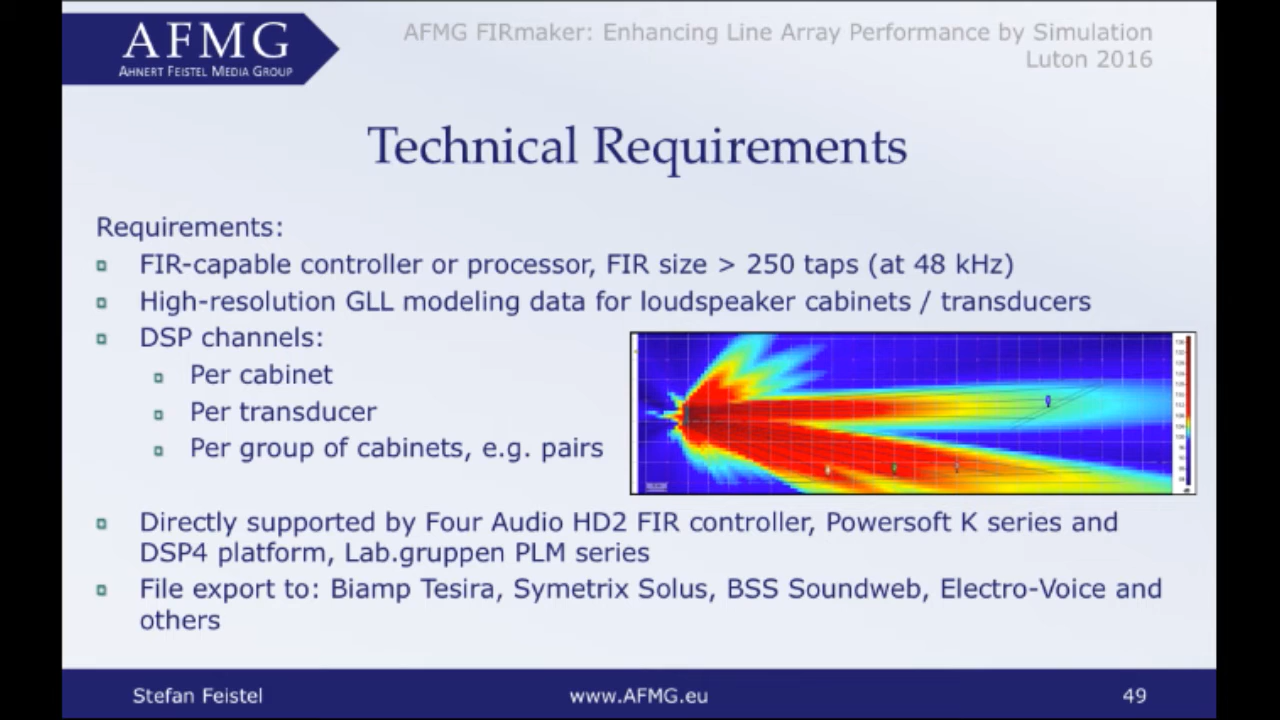 AFMG
AHNERT FEISTEL MEDIA GROUP
AFMG FIRmaker: Enhancing Line Array Performance by Simulation
Luton 2016
Technical Requirements
Requirements:
FIR-capable controller or processor, FIR size > 250 taps (at 48 kHz)
High-resolution GLL modeling data for loudspeaker cabinets / transducers
DSP channels:
Per cabinet
Per transducer
Per group of cabinets, e.g. pairs
Directly supported by Four Audio HD2 FIR controller, Powersoft K series and
DSP4 platform, Lab.gruppen PLM series
File export to: Biamp Tesira, Symetrix Solus, BSS Soundweb, Electro-Voice and
others
Stefan Feistel
www.AFMG.eu
49